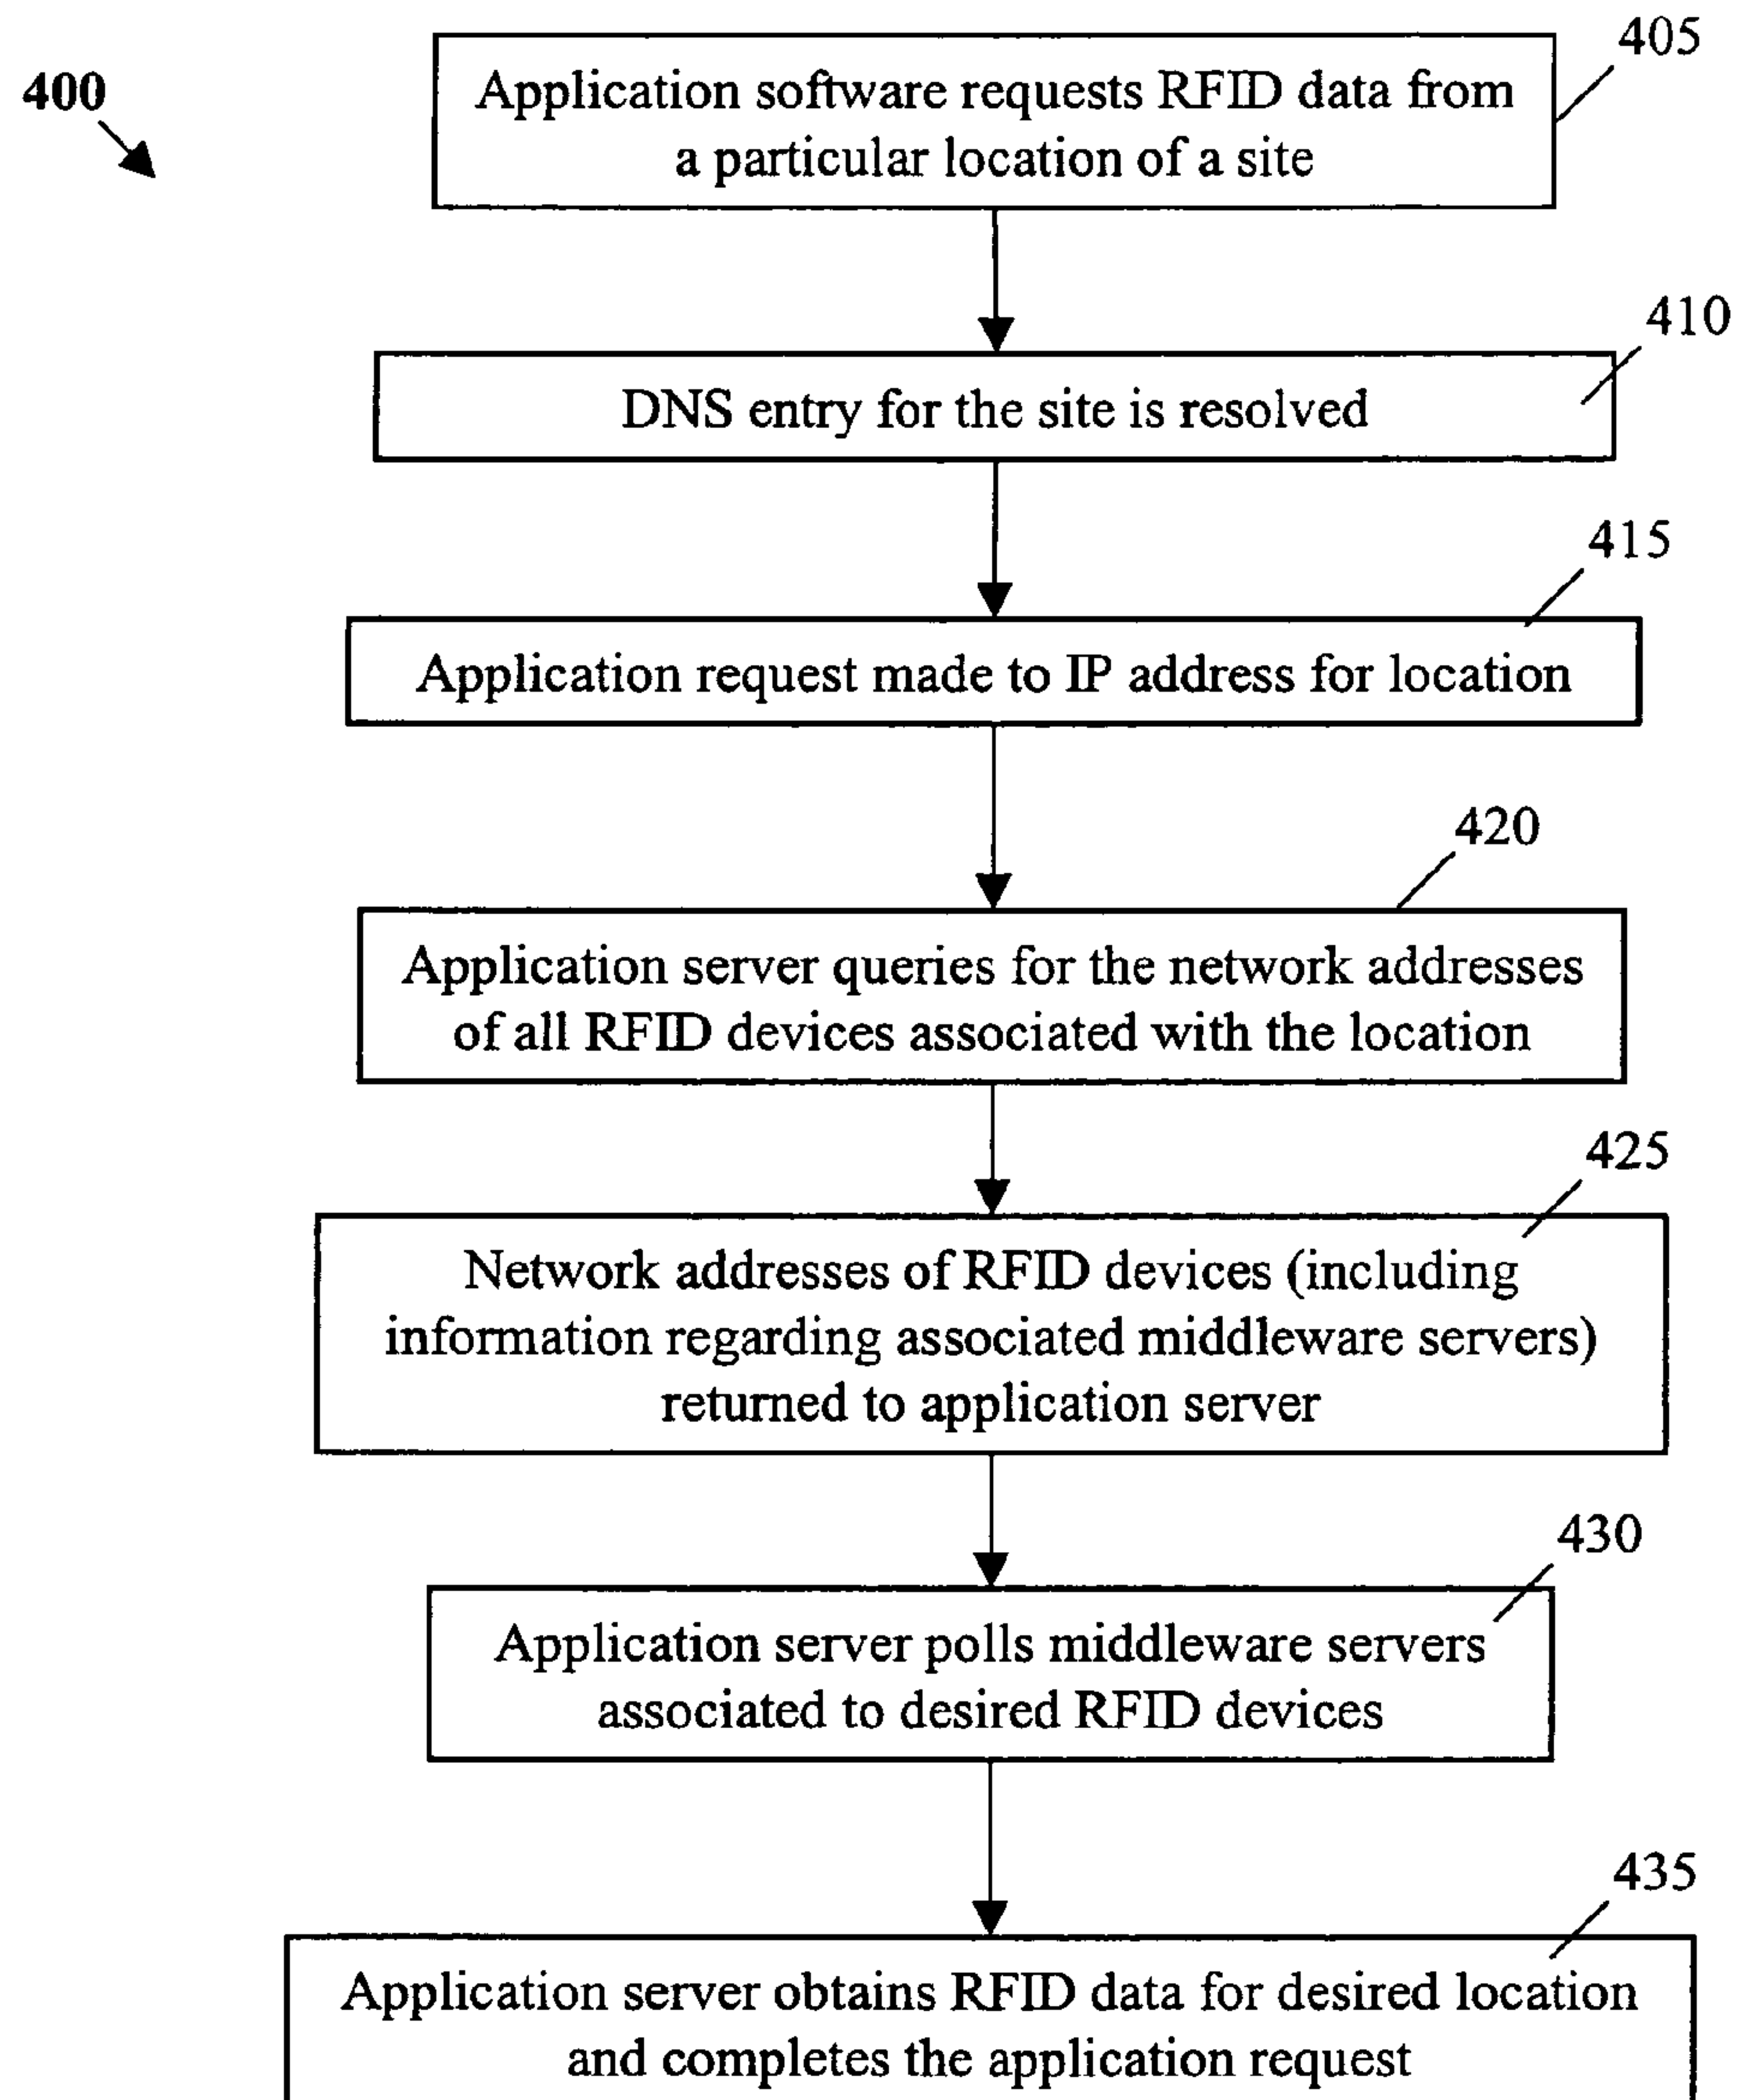 400
405
Application software requests RFID data from
a particular location of a site
410
DNS entry for the site is resolved
415
Application request made to IP address for location
420
Application server queries for the network addresses
of all RFID devices associated with the location
425
Network addresses of RFID devices (including
information regarding associated middleware servers)
returned to application server
430
Application server polls middleware servers
associated to desired RFID devices
435
Application server obtains RFID data for desired location
and completes the application request